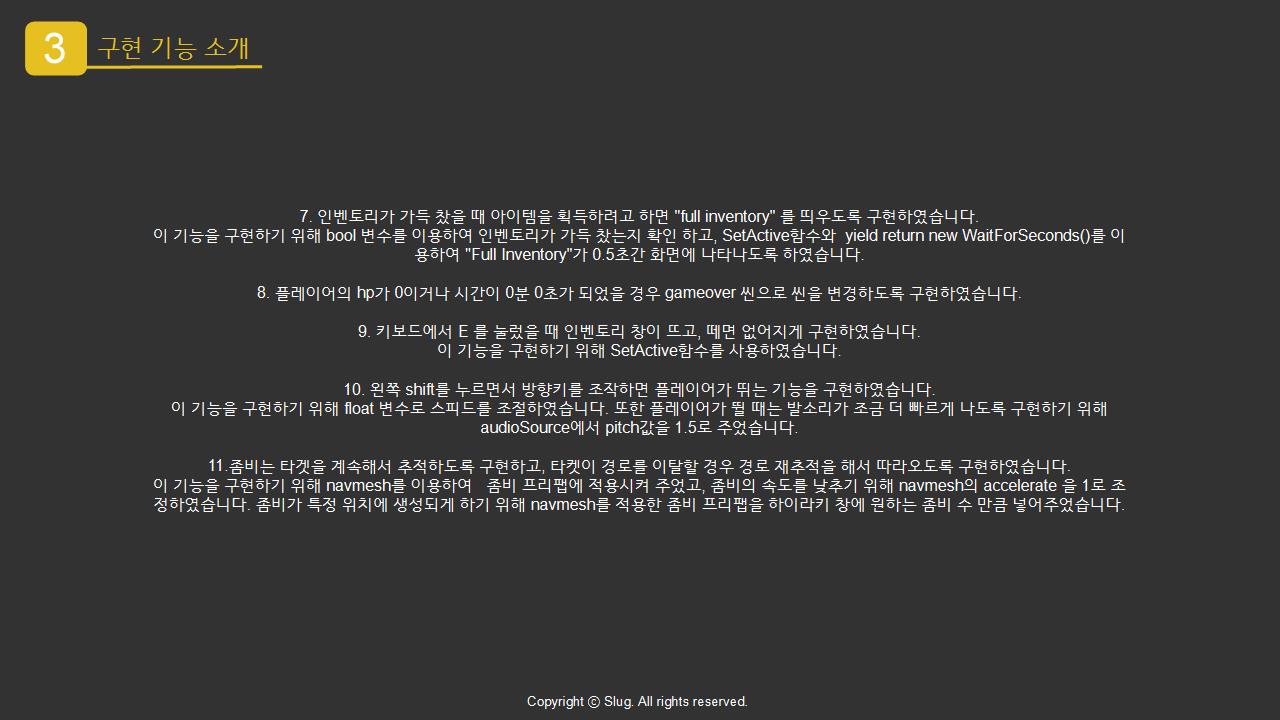 3
구현 기능 소개
7. 인벤토리가 가득 찼을 때 아이템을 획득하려고 하면 "full inventory" 를 띄우도록 구현하였습니다.
이 기능을 구현하기 위해 bool 변수를 이용하여 인벤토리가 가득 찼는지 확인 하고, SetActive함수와  yield return new WaitForSeconds()를 이
용하여 "Full Inventory"가 0.5초간 화면에 나타나도록 하였습니다.
8. 플레이어의 hp가 0이거나 시간이 0분 0초가 되었을 경우 gameover 씬으로 씬을 변경하도록 구현하였습니다.
9. 키보드에서 E 를 눌렀을 때 인벤토리 창이 뜨고, 떼면 없어지게 구현하였습니다.
이 기능을 구현하기 위해 SetActive함수를 사용하였습니다.
10. 왼쪽 shift를 누르면서 방향키를 조작하면 플레이어가 뛰는 기능을 구현하였습니다.
이 기능을 구현하기 위해 float 변수로 스피드를 조절하였습니다. 또한 플레이어가 뛸 때는 발소리가 조금 더 빠르게 나도록 구현하기 위해
audioSource에서 pitch값을 1.5로 주었습니다.
11.좀비는 타겟을 계속해서 추적하도록 구현하고, 타켓이 경로를 이탈할 경우 경로 재추적을 해서 따라오도록 구현하였습니다.
이 기능을 구현하기 위해 navmesh를 이용하여   좀비 프리팹에 적용시켜 주었고, 좀비의 속도를 낮추기 위해 navmesh의 accelerate 을 1로 조
정하였습니다. 좀비가 특정 위치에 생성되게 하기 위해 navmesh를 적용한 좀비 프리팹을 하이라키 창에 원하는 좀비 수 만큼 넣어주었습니다.
Copyright ⓒ Slug. All rights reserved.